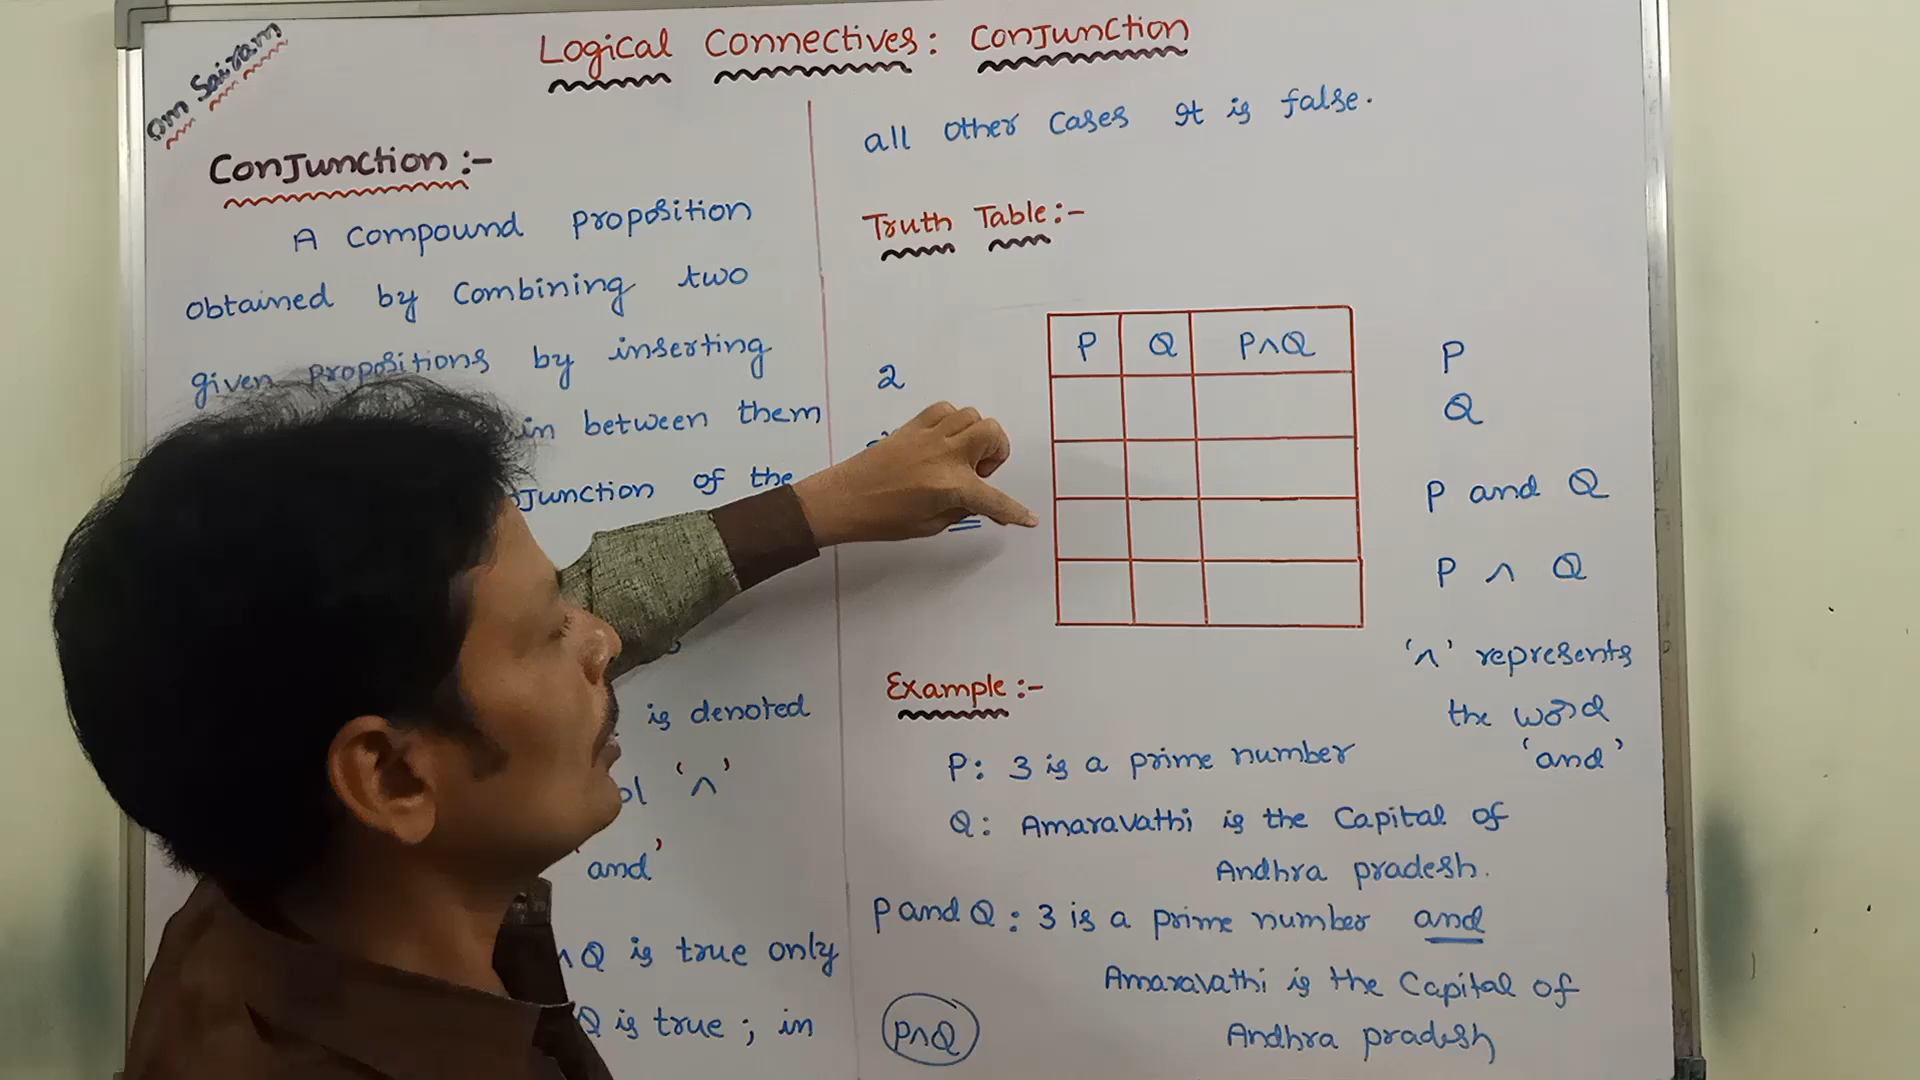 Om Sairam
Logical Connectives: Conjunction
Conjunction :-
A compound proposition
obtained by combining two
given propositions by inserting
in between them
junction of the
is denoted
'∧'
'and'
∧Q is true only
Q is true ; in
all other cases It is false.
Truth Table :-
2
P Q P∧Q
P
Q
P and Q
P ∧ Q
'∧' represents
the word
'and'
Example :-
P: 3 is a prime number
Q: Amaravathi is the Capital of
Andhra pradesh.
P and Q : 3 is a prime number and
Amaravathi is the Capital of
Andhra pradesh
P∧Q